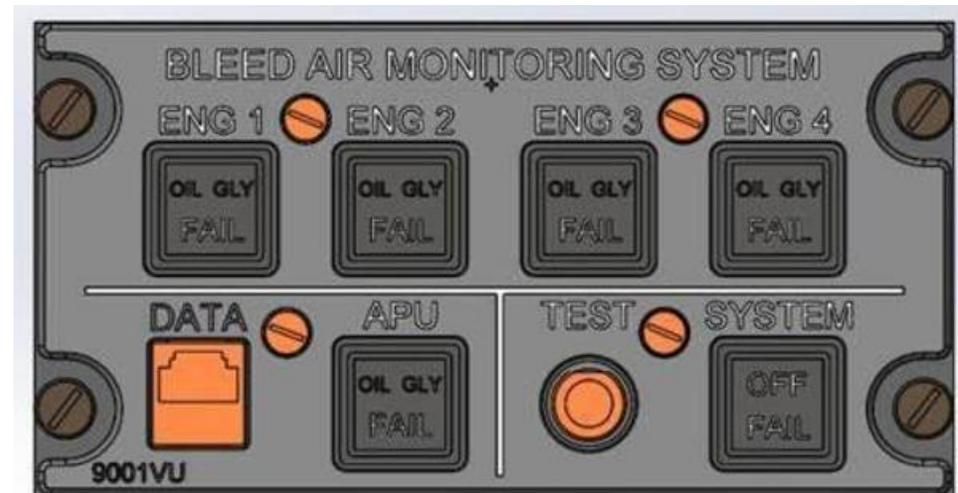 BLEED AIR MONITORING SYSTEM
ENG 1 ENG 2 ENG 3 ENG 4
OIL GLY OIL GLY OIL GLY OIL GLY
FAIL FAIL FAIL FAIL
DATA APU TEST SYSTEM
OIL GLY OFF
FAIL FAIL
9001VU